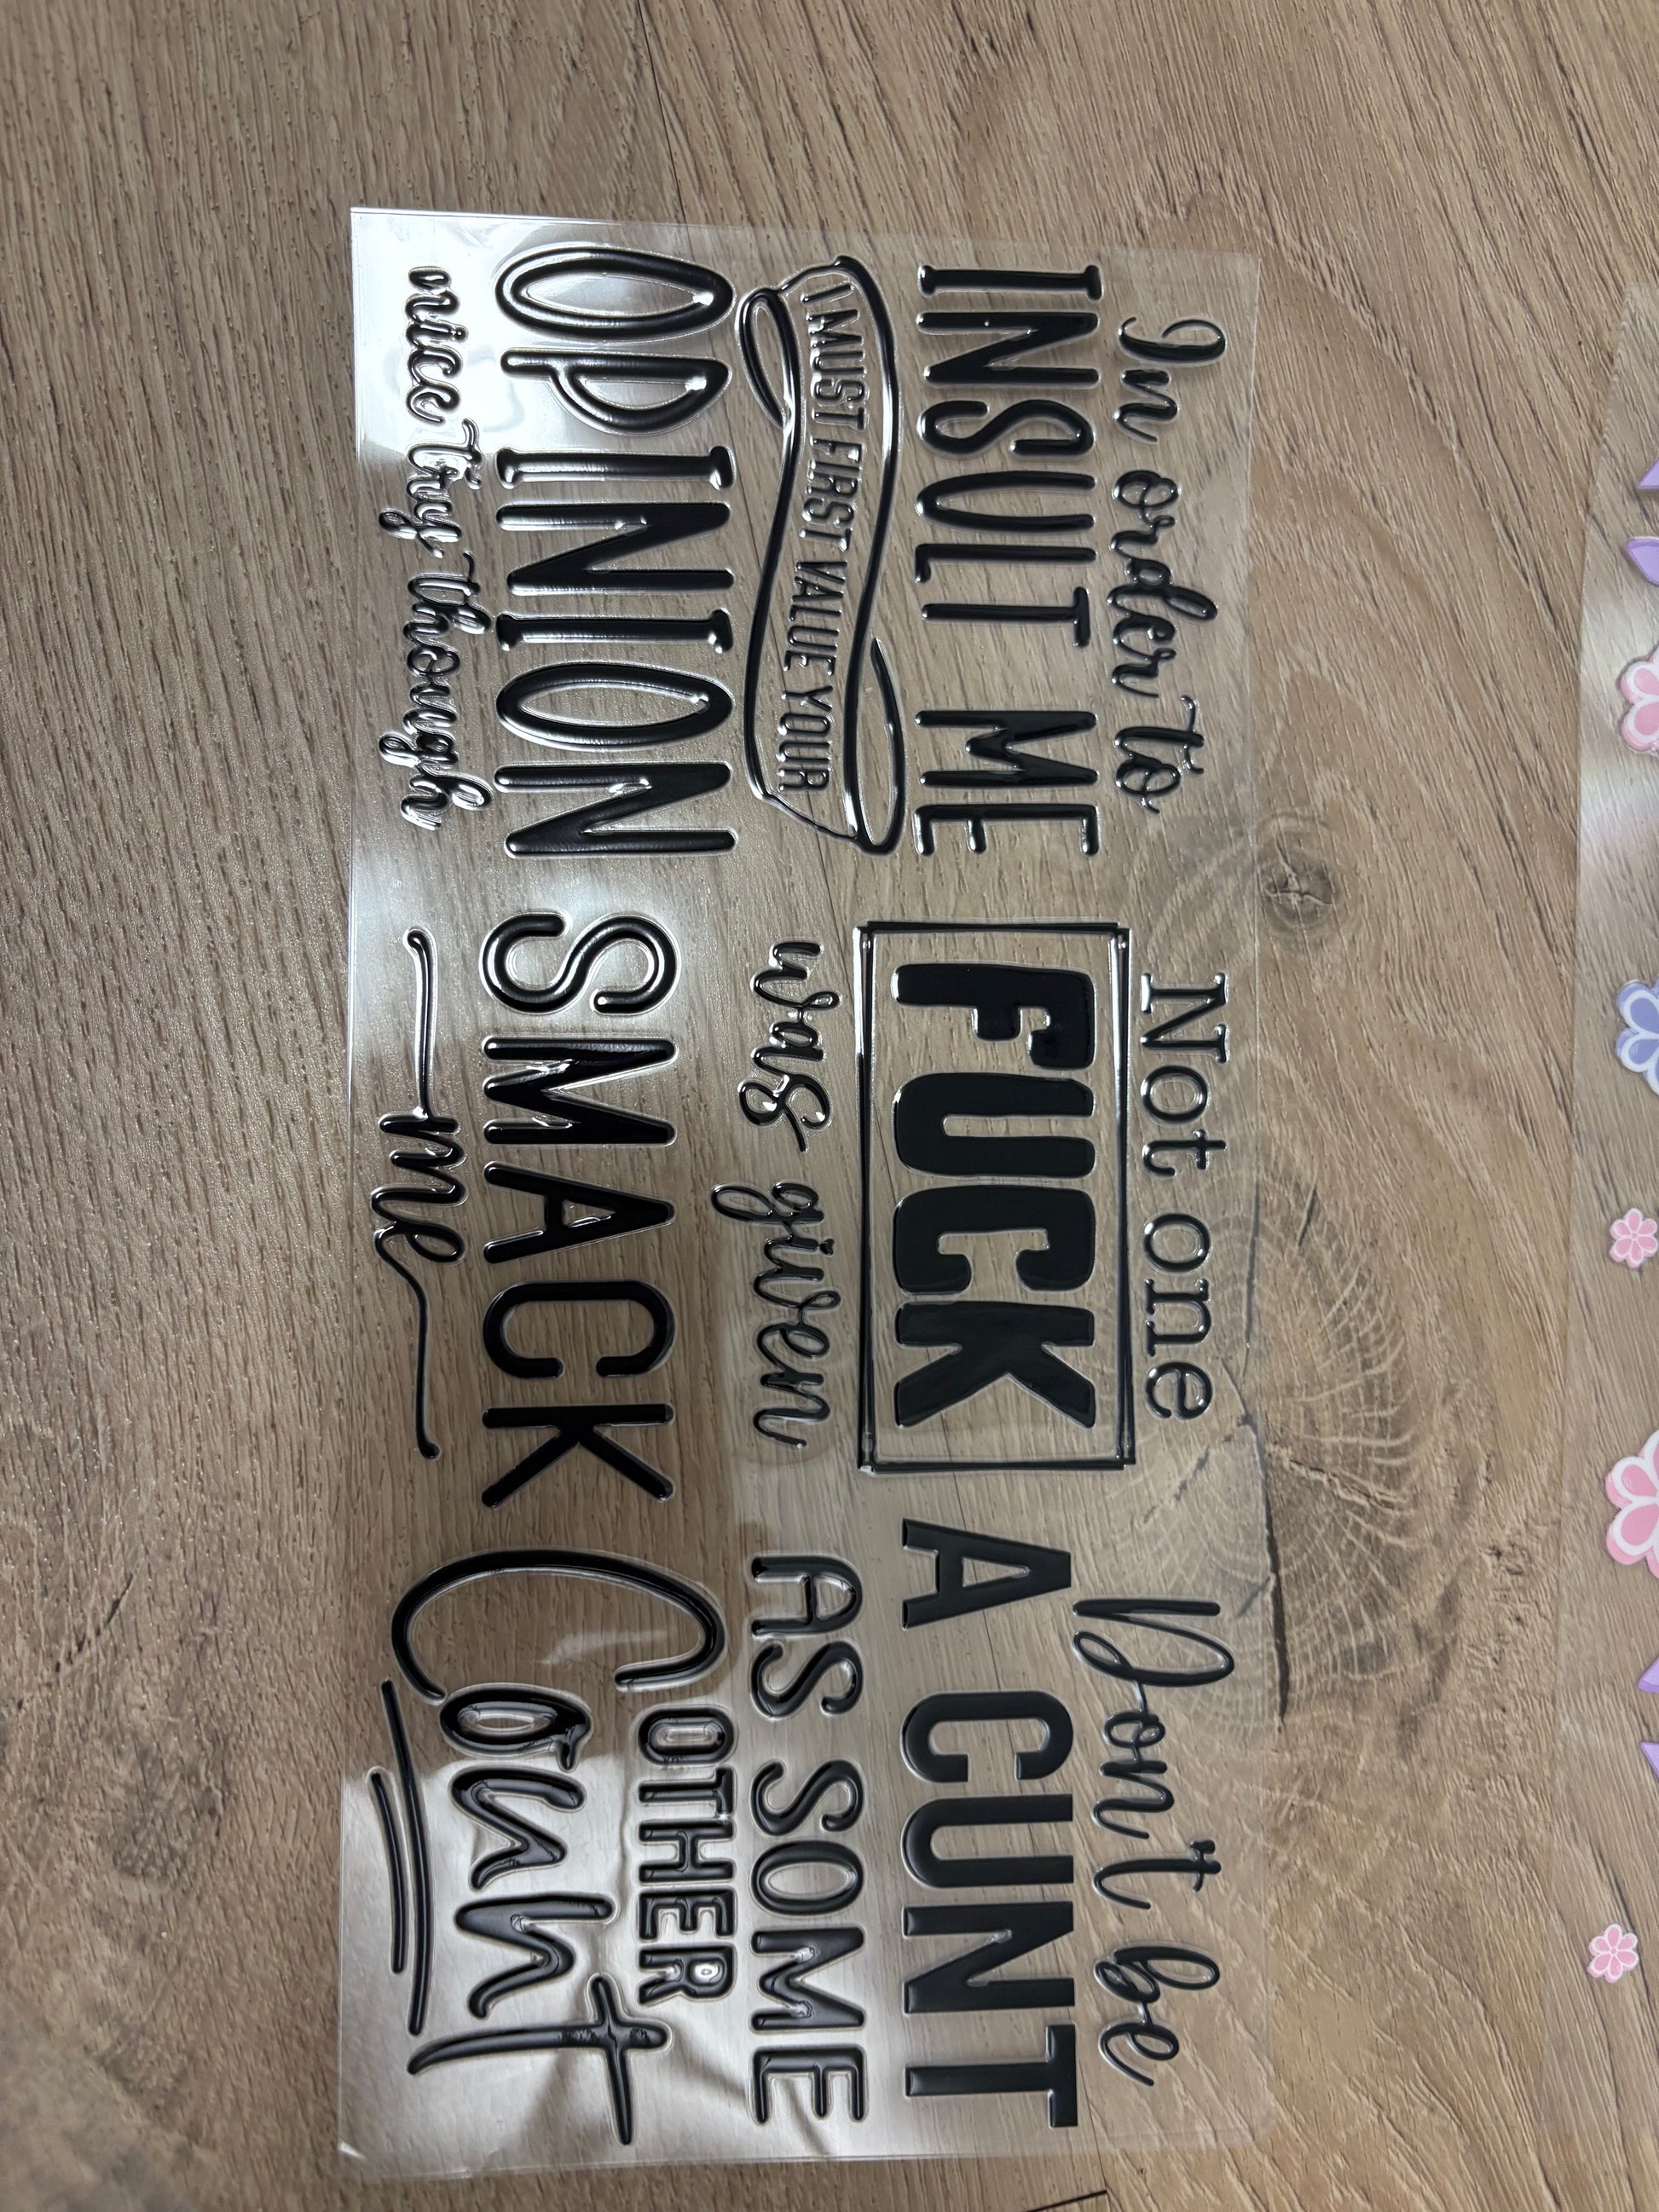 In order to
INSULT ME
I MUST FIRST VALUE YOUR
OPINION
nice try though
Not one
FUCK
was given
SMACK
me
Don't be
A CUNT
AS SOME
OTHER
Count